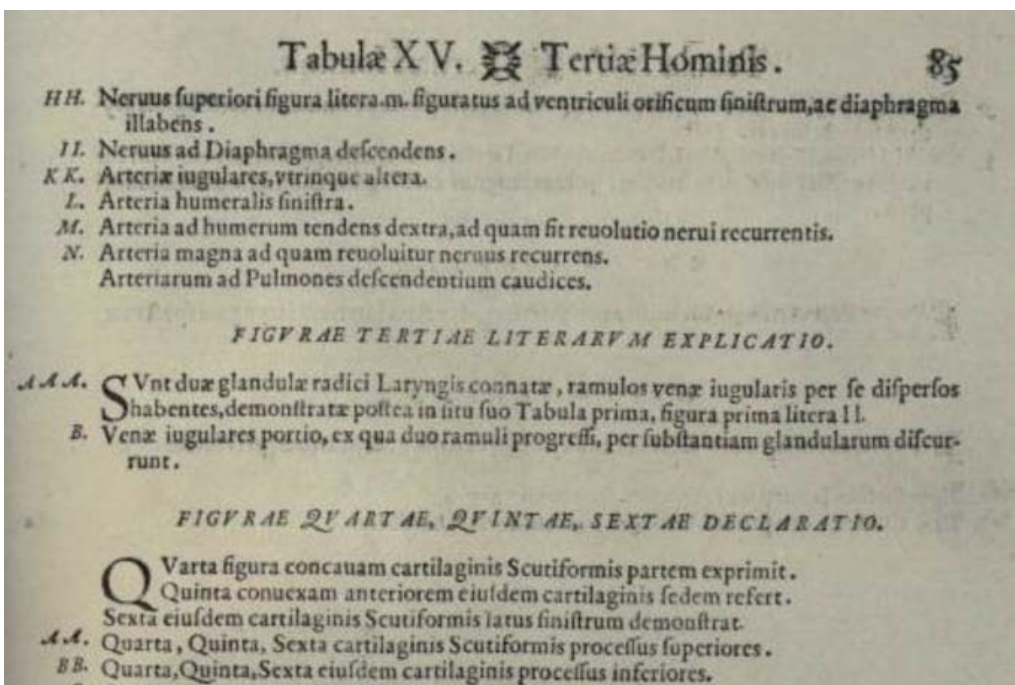 Tabulæ XV. Tertiæ Hominis. 85
HH. Neruus ſuperiori figura litera.m. figuratus ad ventriculi orificum ſiniſtrum,ac diaphragma
illabens.
II. Neruus ad Diaphragma deſcendens.
KK. Arteriæ iugulares,vtrinque altera.
L. Arteria humeralis ſiniſtra.
M. Arteria ad humerum tendens dextra,ad quam fit reuolutio nerui recurrentis.
N. Arteria magna ad quam reuoluitur neruus recurrens.
Arteriarum ad Pulmones deſcendentium caudices.
FIGVRAE TERTIAE LITERARVM EXPLICATIO.
AAA. SVnt duæ glandulæ radici Laryngis connatæ, ramulos venæ iugularis per ſe diſperſos
habentes,demonſtratæ poſtea in ſitu ſuo Tabula prima, figura prima litera II.
B. Venæ iugulares portio, ex qua duo ramuli progreſſi, per ſubſtantiam glandularum diſcur-
runt.
FIGVRAE QVARTAE, QVINTAE, SEXTAE DECLARATIO.
QVarta figura concauam cartilaginis Scutiformis partem exprimit.
Quinta conuexam anteriorem eiuſdem cartilaginis ſedem refert.
Sexta eiuſdem cartilaginis Scutiformis latus ſiniſtrum demonſtrat.
AA. Quarta, Quinta, Sexta cartilaginis Scutiformis proceſſus ſuperiores.
BB. Quarta,Quinta,Sexta eiuſdem cartilaginis proceſſus inferiores.